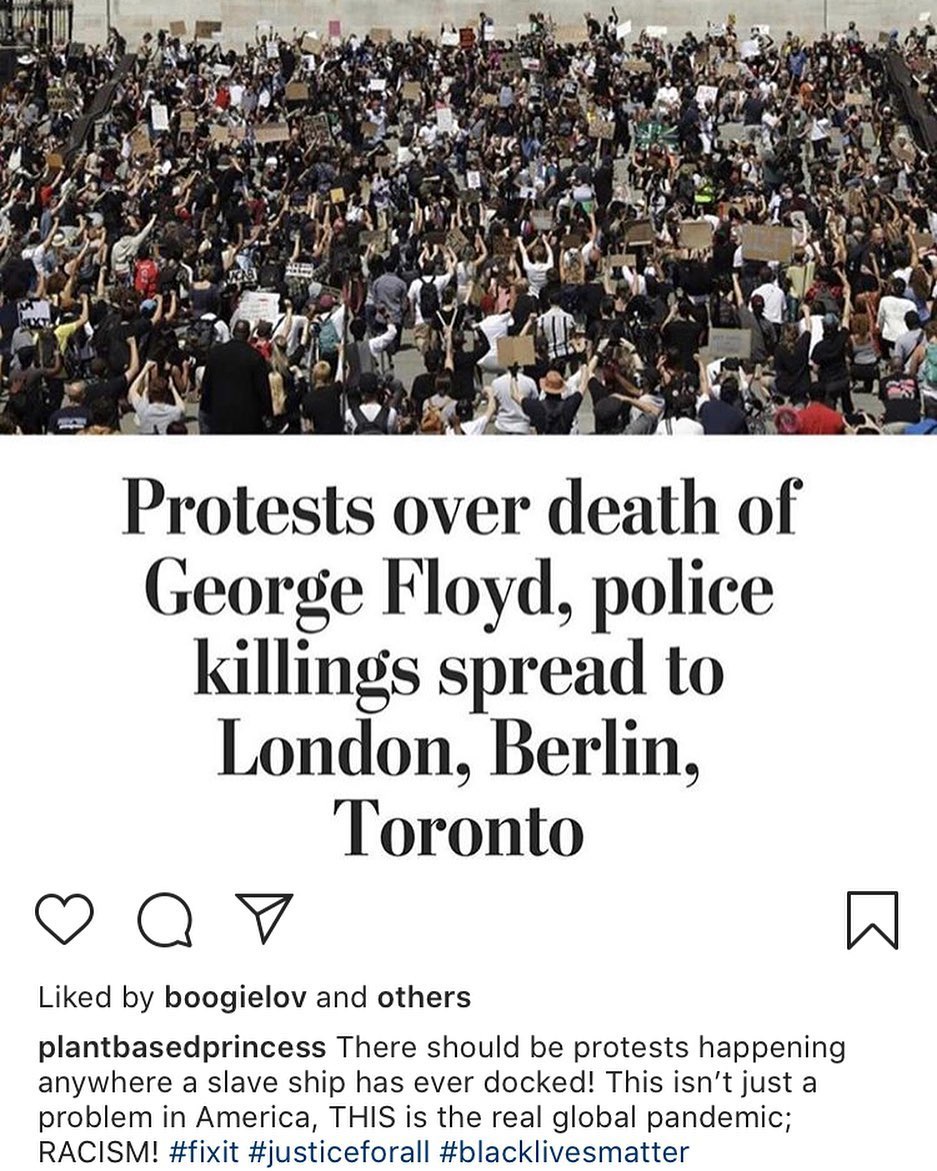 Protests over death of
George Floyd, police
killings spread to
London, Berlin,
Toronto
Liked by boogielov and others
plantbasedprincess There should be protests happening
anywhere a slave ship has ever docked! This isn’t just a
problem in America, THIS is the real global pandemic;
RACISM! #fixit #justiceforall #blacklivesmatter